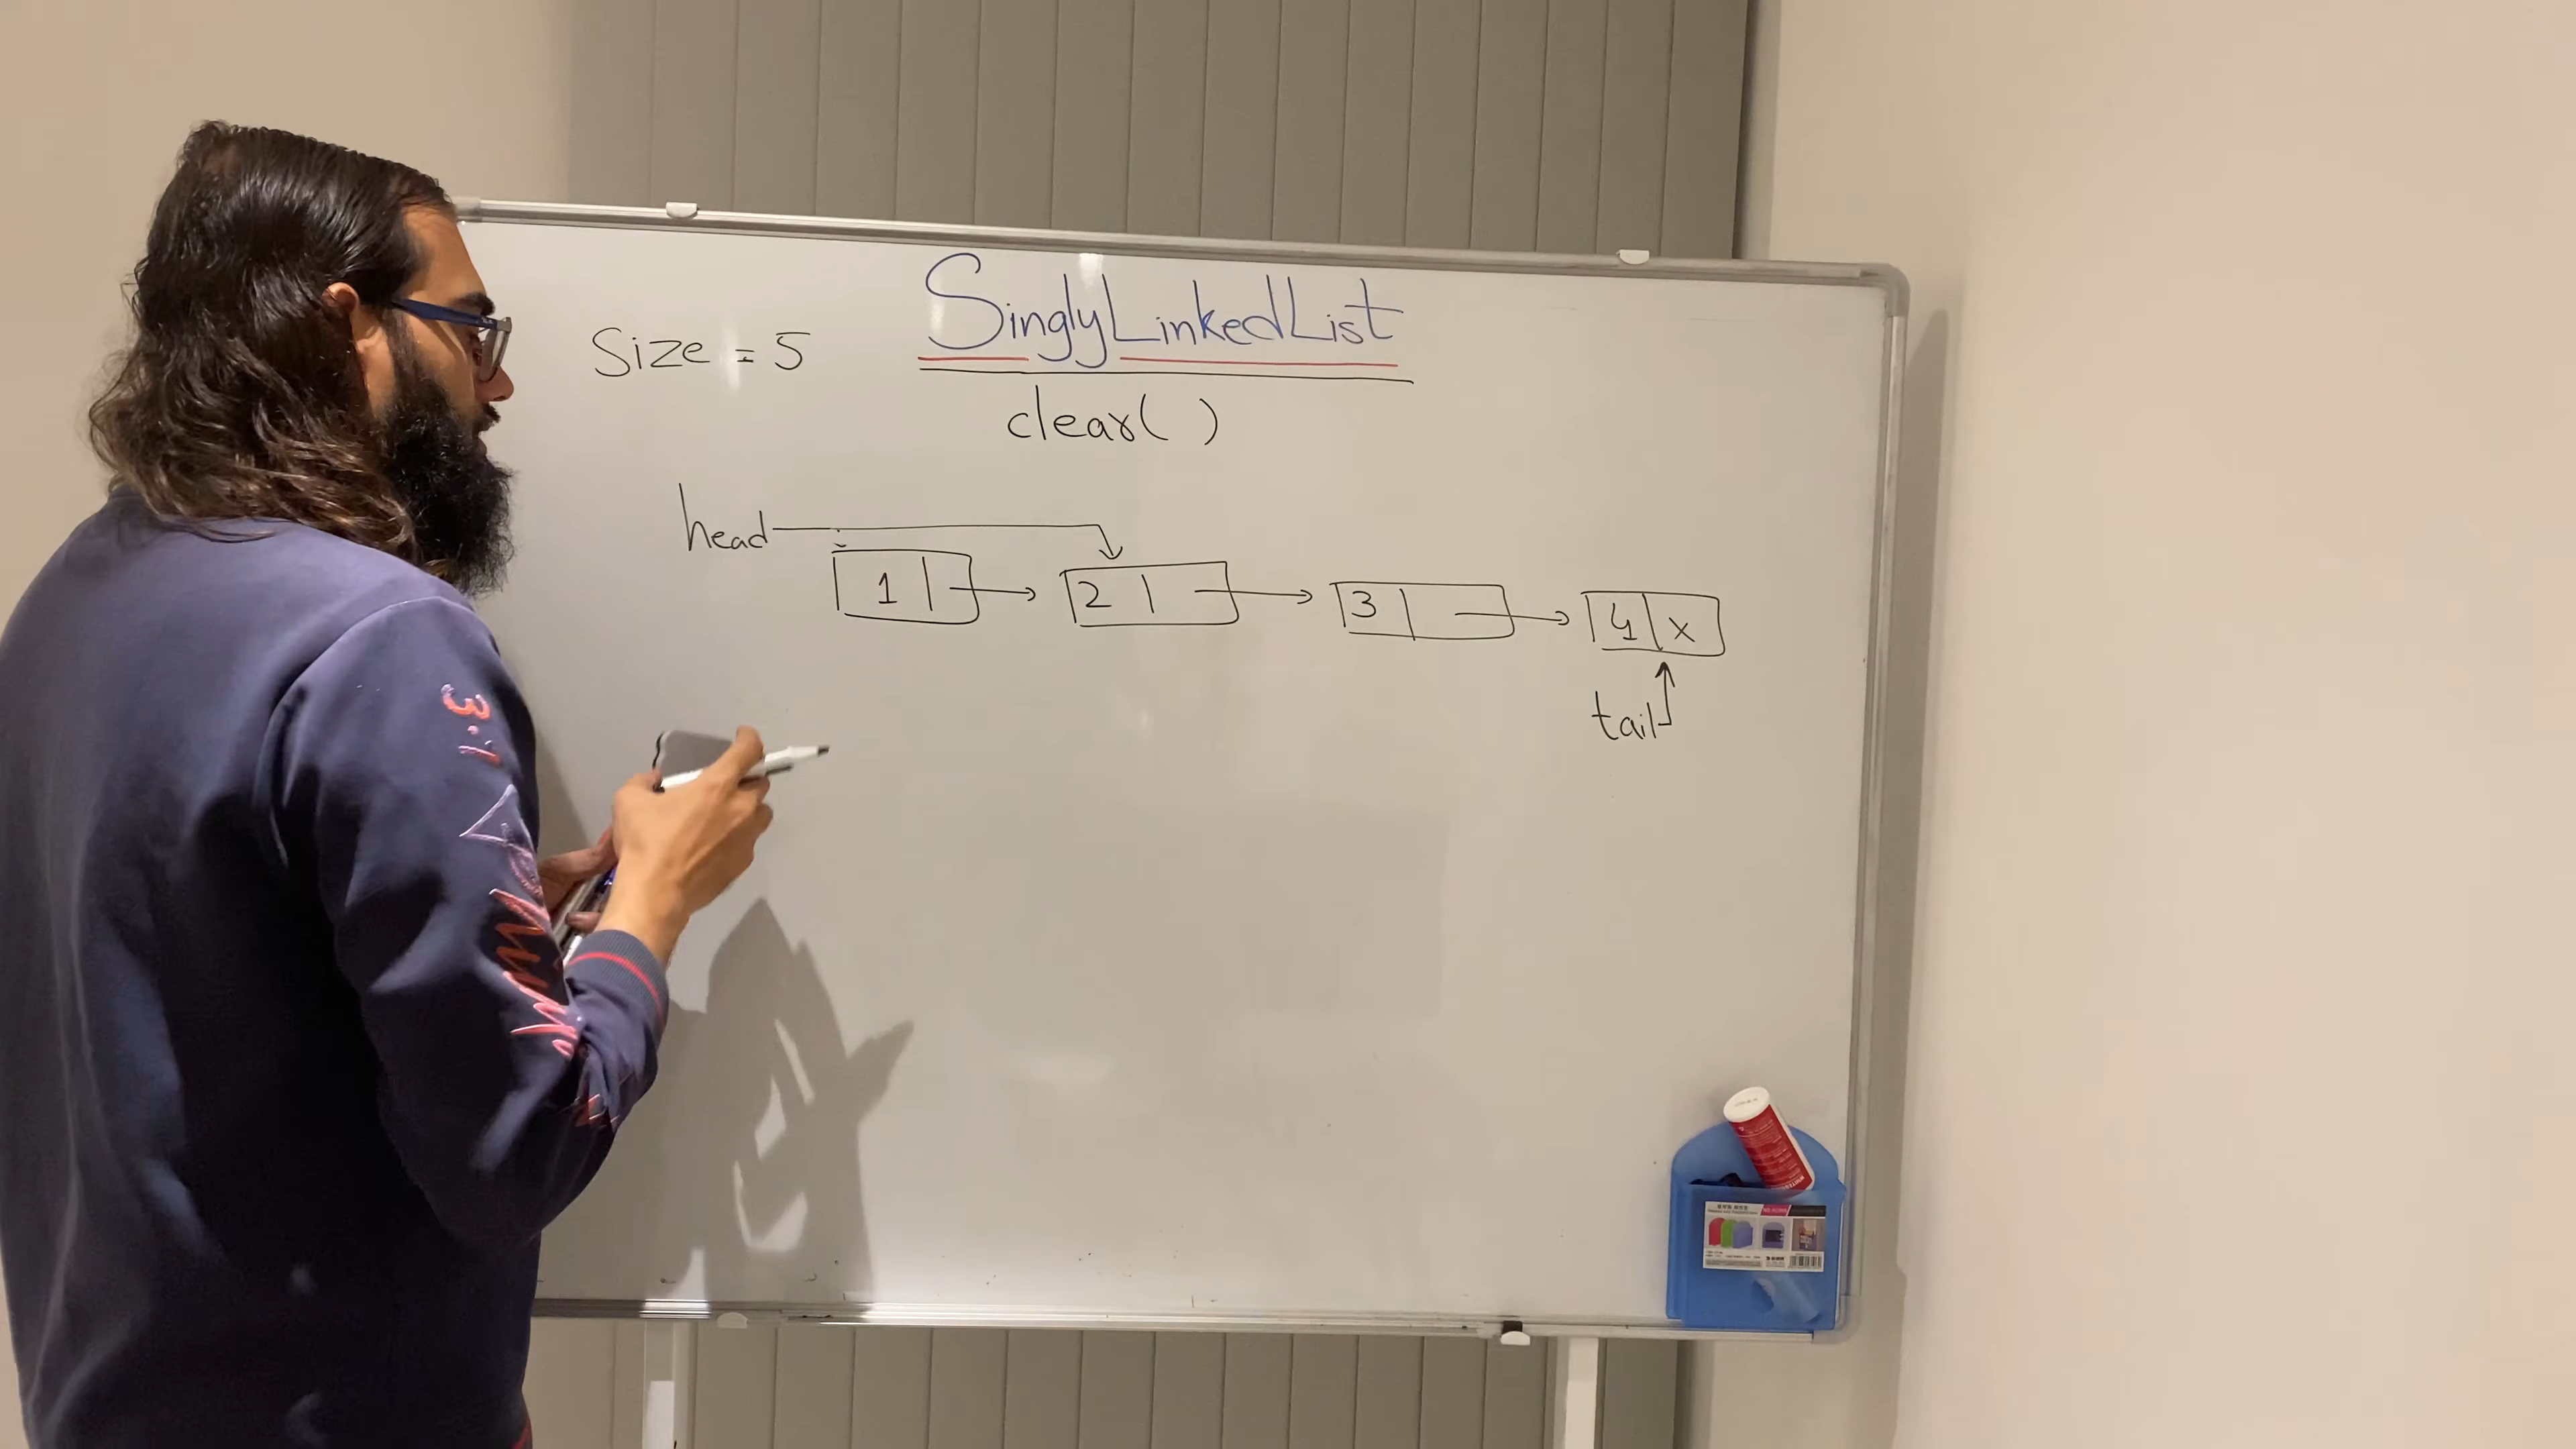 SinglyLinkedList
Size = 5
clear( )
head
1 2 3 4 x
tail